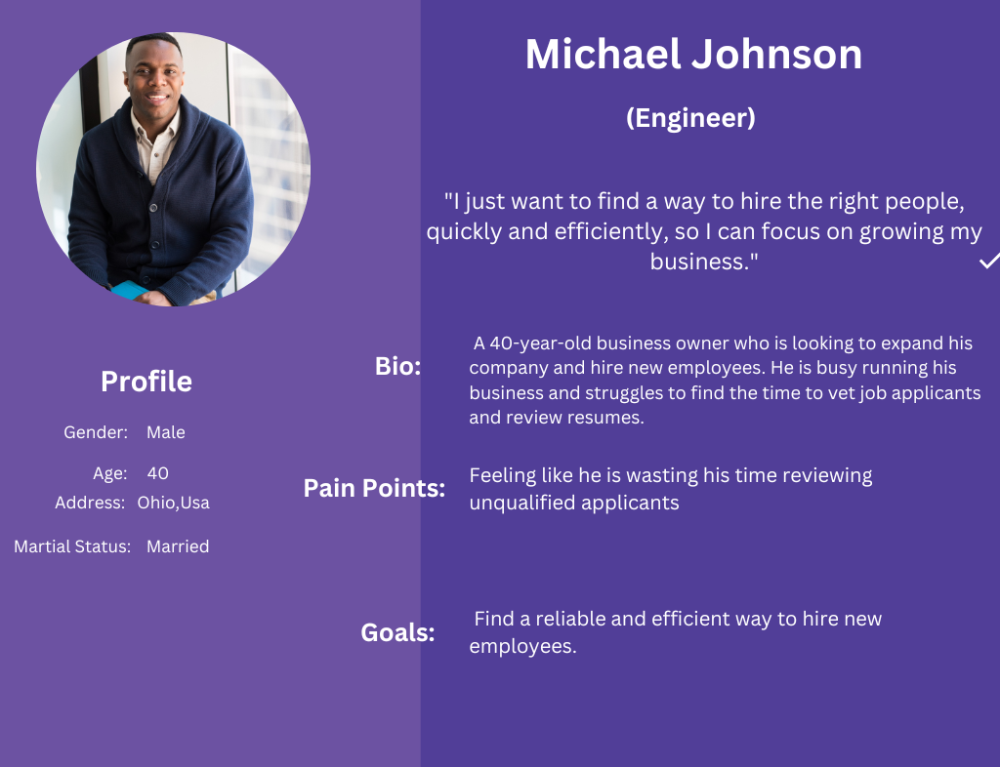 Michael Johnson
(Engineer)
"I just want to find a way to hire the right people,
quickly and efficiently, so I can focus on growing my
business."
Profile
Gender: Male
Age: 40
Address: Ohio,Usa
Martial Status: Married
Bio:
A 40-year-old business owner who is looking to expand his
company and hire new employees. He is busy running his
business and struggles to find the time to vet job applicants
and review resumes.
Pain Points:
Feeling like he is wasting his time reviewing
unqualified applicants
Goals:
Find a reliable and efficient way to hire new
employees.